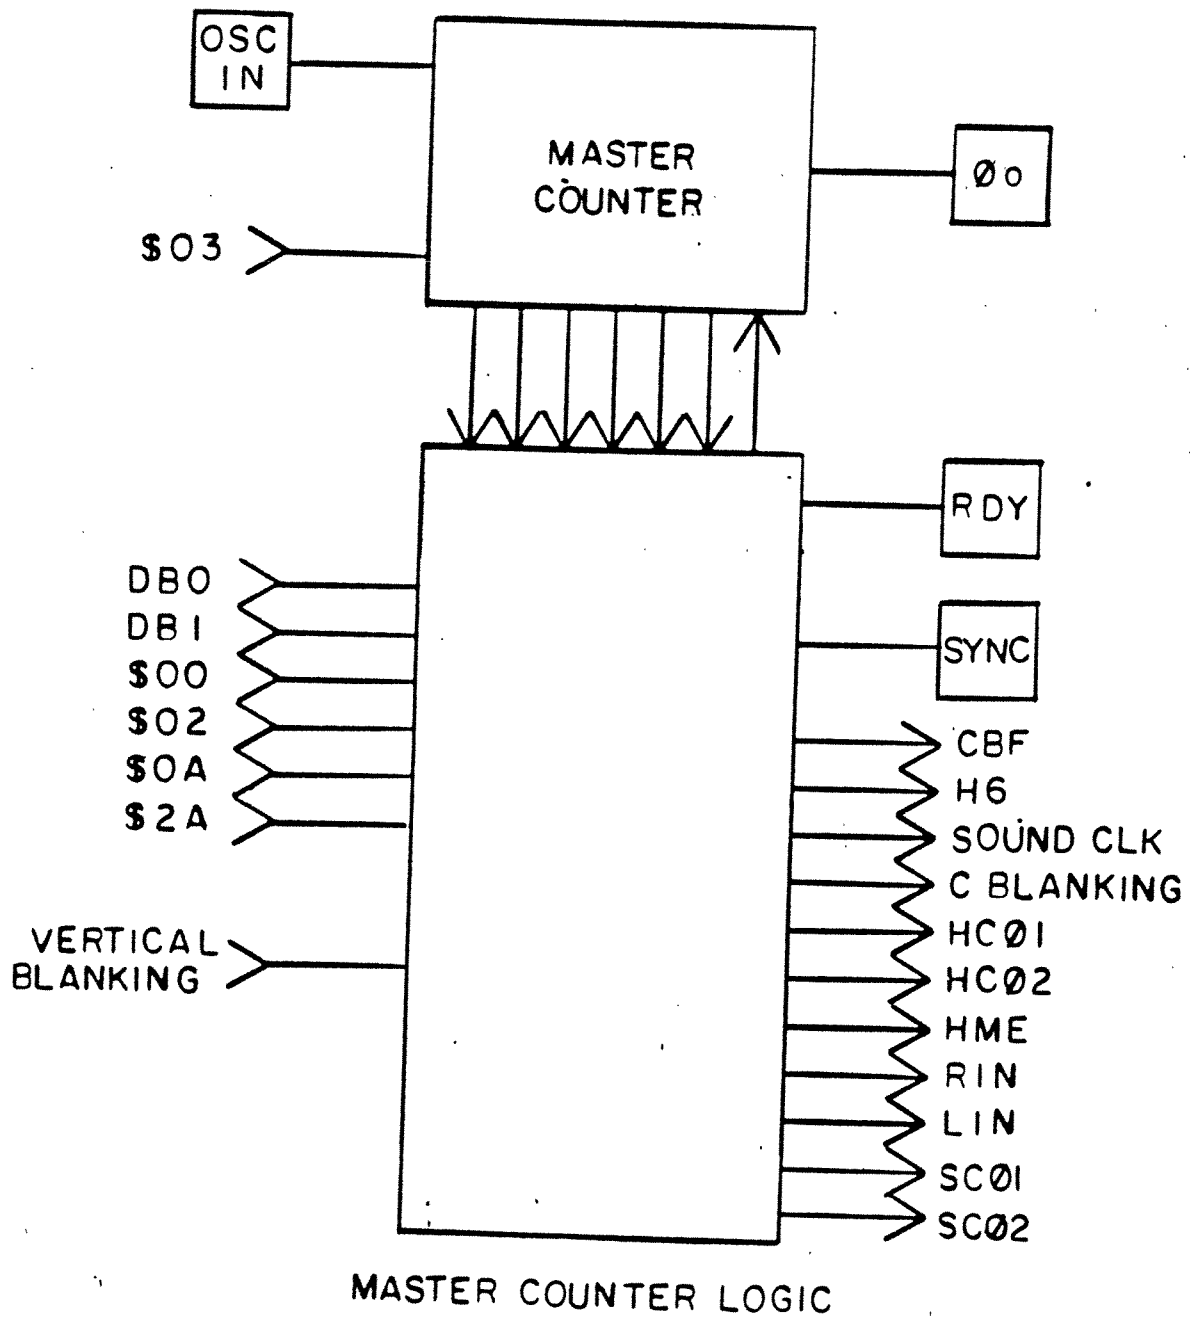 OSC
IN
MASTER
COUNTER
Øo
$03
RDY
SYNC
DB0
DB1
$00
$02
$0A
$2A
VERTICAL
BLANKING
CBF
H6
SOUND CLK
C BLANKING
HCØ1
HCØ2
HME
RIN
LIN
SCØ1
SCØ2
MASTER COUNTER LOGIC